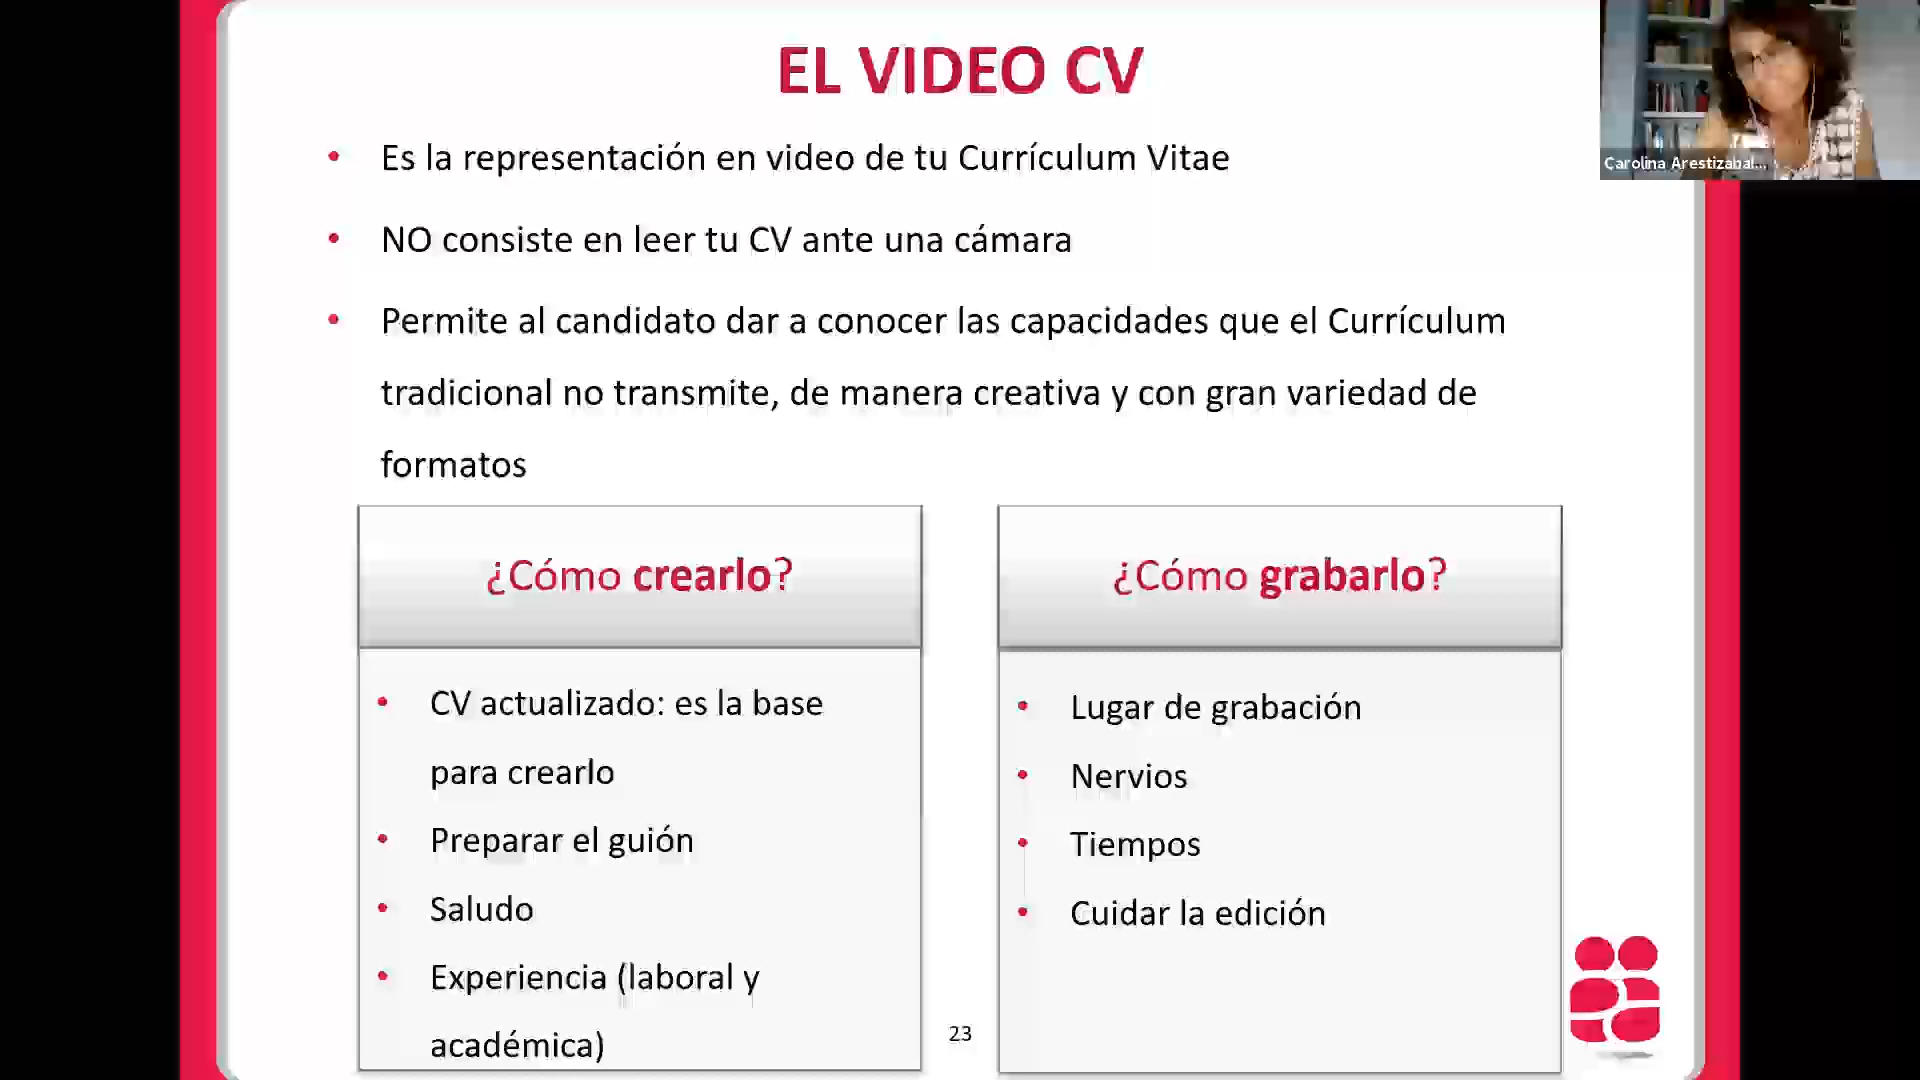 EL VIDEO CV
Carolina Arestizabal...
• Es la representación en video de tu Currículum Vitae
• NO consiste en leer tu CV ante una cámara
• Permite al candidato dar a conocer las capacidades que el Currículum
tradicional no transmite, de manera creativa y con gran variedad de
formatos
¿Cómo crearlo?
• CV actualizado: es la base
para crearlo
• Preparar el guión
• Saludo
• Experiencia (laboral y
académica)
¿Cómo grabarlo?
• Lugar de grabación
• Nervios
• Tiempos
• Cuidar la edición
23